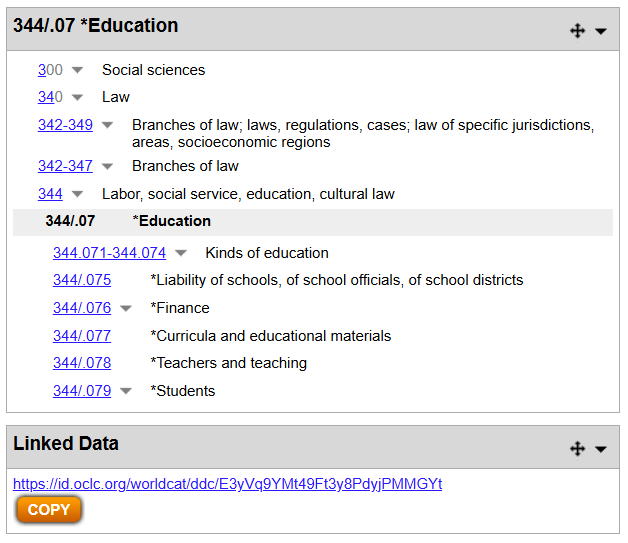 344/.07 *Education
300 Social sciences
340 Law
342-349 Branches of law; laws, regulations, cases; law of specific jurisdictions,
areas, socioeconomic regions
342-347 Branches of law
344 Labor, social service, education, cultural law
344/.07 *Education
344.071-344.074 Kinds of education
344/.075 *Liability of schools, of school officials, of school districts
344/.076 *Finance
344/.077 *Curricula and educational materials
344/.078 *Teachers and teaching
344/.079 *Students
Linked Data
https://id.oclc.org/worldcat/ddc/E3yVq9YMt49Ft3y8PdyjPMMGYt
COPY